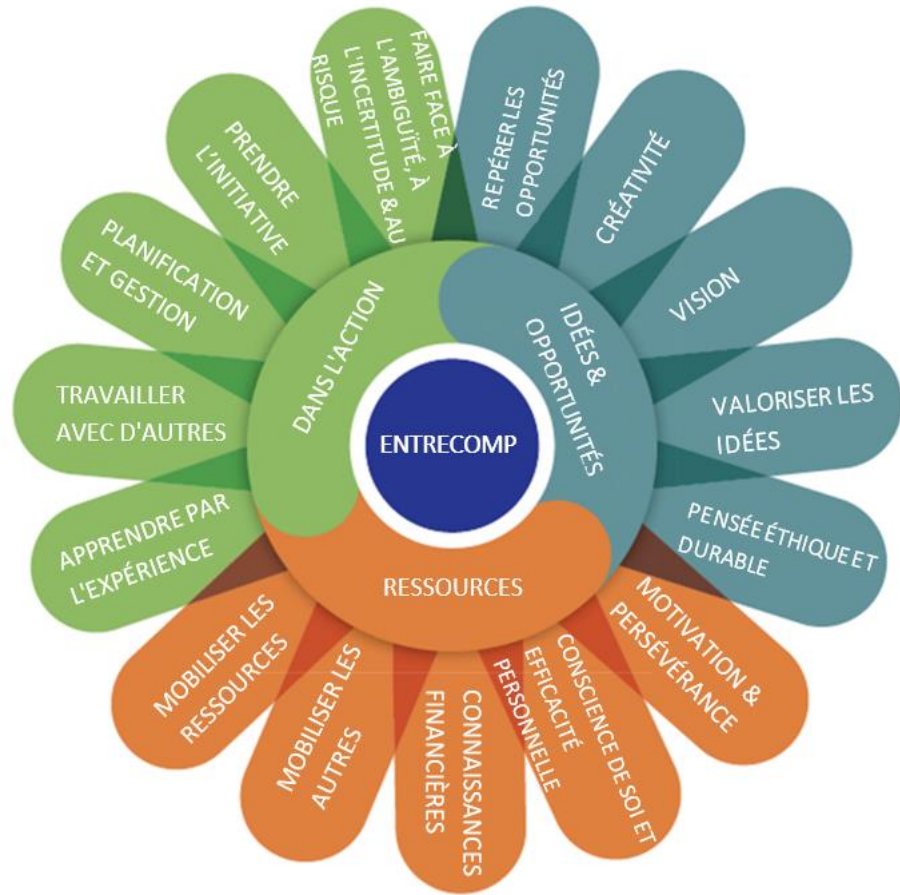 ENTRECOMP
IDÉES &
OPPORTUNITÉS
REPÉRER LES
OPPORTUNITÉS
CRÉATIVITÉ
VISION
VALORISER LES
IDÉES
PENSÉE ÉTHIQUE ET
DURABLE
RESSOURCES
MOTIVATION &
PERSÉVÉRANCE
CONSCIENCE DE SOI ET
EFFICACITÉ
PERSONNELLE
CONNAISSANCES
FINANCIÈRES
MOBILISER LES
AUTRES
MOBILISER LES
RESSOURCES
DANS L'ACTION
APPRENDRE PAR
L'EXPÉRIENCE
TRAVAILLER
AVEC D'AUTRES
PLANIFICATION
ET GESTION
PRENDRE
L’INITIATIVE
FAIRE FACE À
L'AMBIGUÏTÉ, À
L'INCERTITUDE & AU
RISQUE